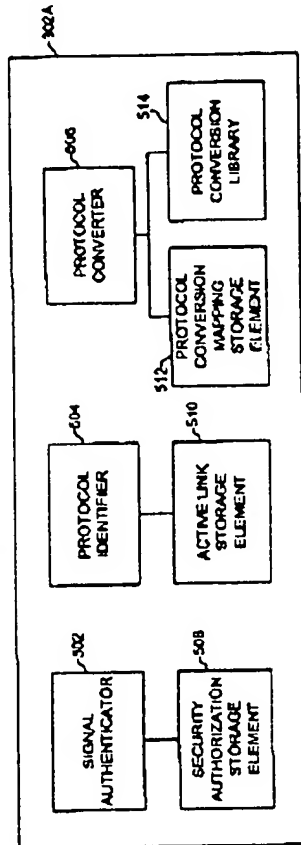 302A
502
SIGNAL
AUTHENTICATOR
508
SECURITY
AUTHORIZATION
STORAGE
ELEMENT
504
PROTOCOL
IDENTIFIER
510
ACTIVE LINK
STORAGE
ELEMENT
506
PROTOCOL
CONVERTER
512
PROTOCOL
CONVERSION
MAPPING
STORAGE
ELEMENT
514
PROTOCOL
CONVERSION
LIBRARY